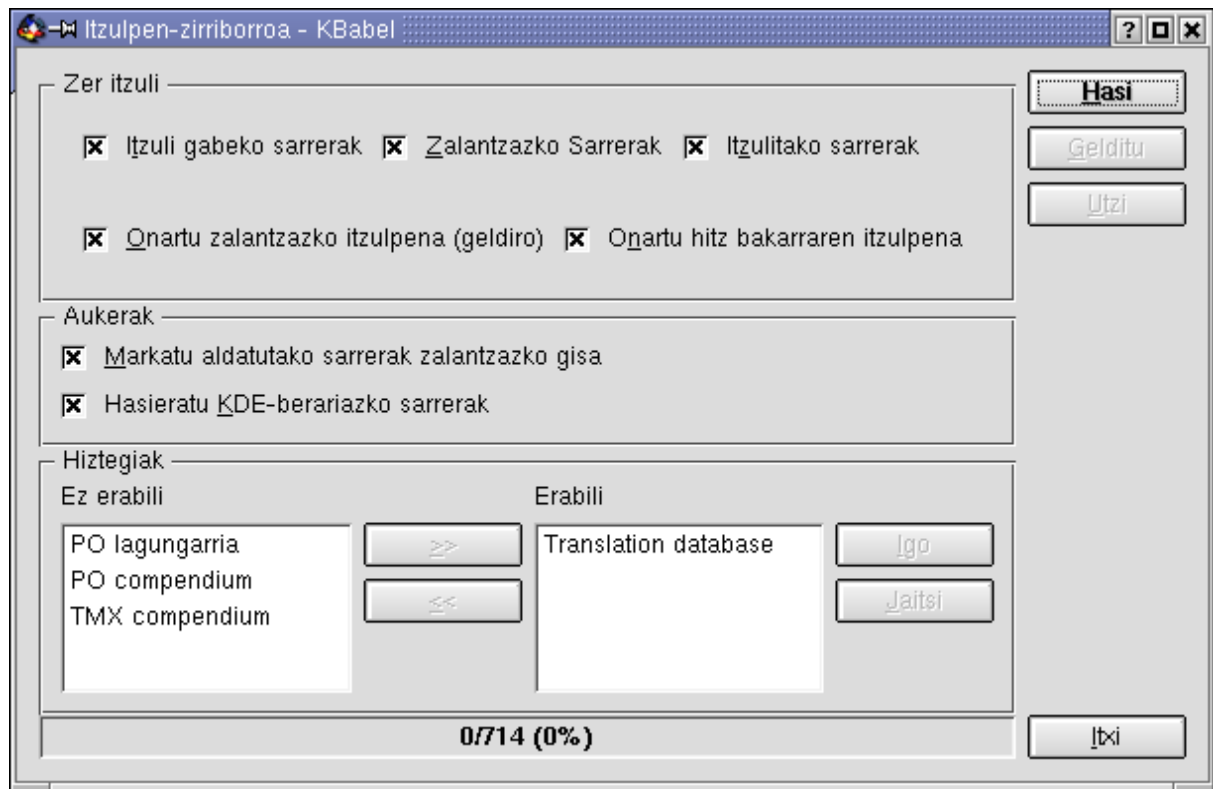 Itzulpen-zirriborroa - KBabel
Zer itzuli
Hasi
Itzuli gabeko sarrerak Zalantzazko Sarrerak Itzulitako sarrerak
Gelditu
Utzi
Onartu zalantzazko itzulpena (geldiro) Onartu hitz bakarraren itzulpena
Aukerak
Markatu aldatutako sarrerak zalantzazko gisa
Hasieratu KDE-berariazko sarrerak
Hiztegiak
Ez erabili Erabili
PO lagungarria >> Translation database Igo
PO compendium
TMX compendium << Jaitsi
0/714 (0%) Itxi